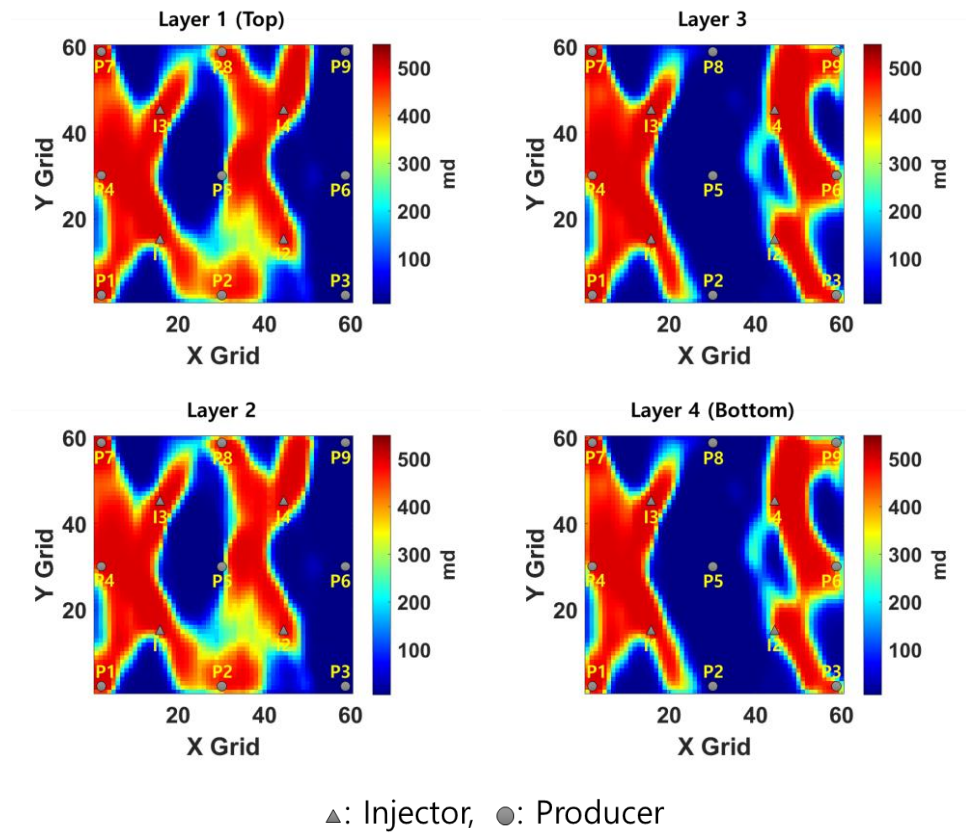 Layer 1 (Top)
60
40
20
Y Grid
P7
P8
P9
I3
I4
P4
P5
P6
I1
I2
P1
P2
P3
20
40
60
X Grid
500
400
300
200
100
md
Layer 3
60
40
20
Y Grid
P7
P8
P9
I3
I4
P4
P5
P6
I1
I2
P1
P2
P3
20
40
60
X Grid
500
400
300
200
100
md
Layer 2
60
40
20
Y Grid
P7
P8
P9
I3
I4
P4
P5
P6
I1
I2
P1
P2
P3
20
40
60
X Grid
500
400
300
200
100
md
Layer 4 (Bottom)
60
40
20
Y Grid
P7
P8
P9
I3
I4
P4
P5
P6
I1
I2
P1
P2
P3
20
40
60
X Grid
500
400
300
200
100
md
▲: Injector, ●: Producer